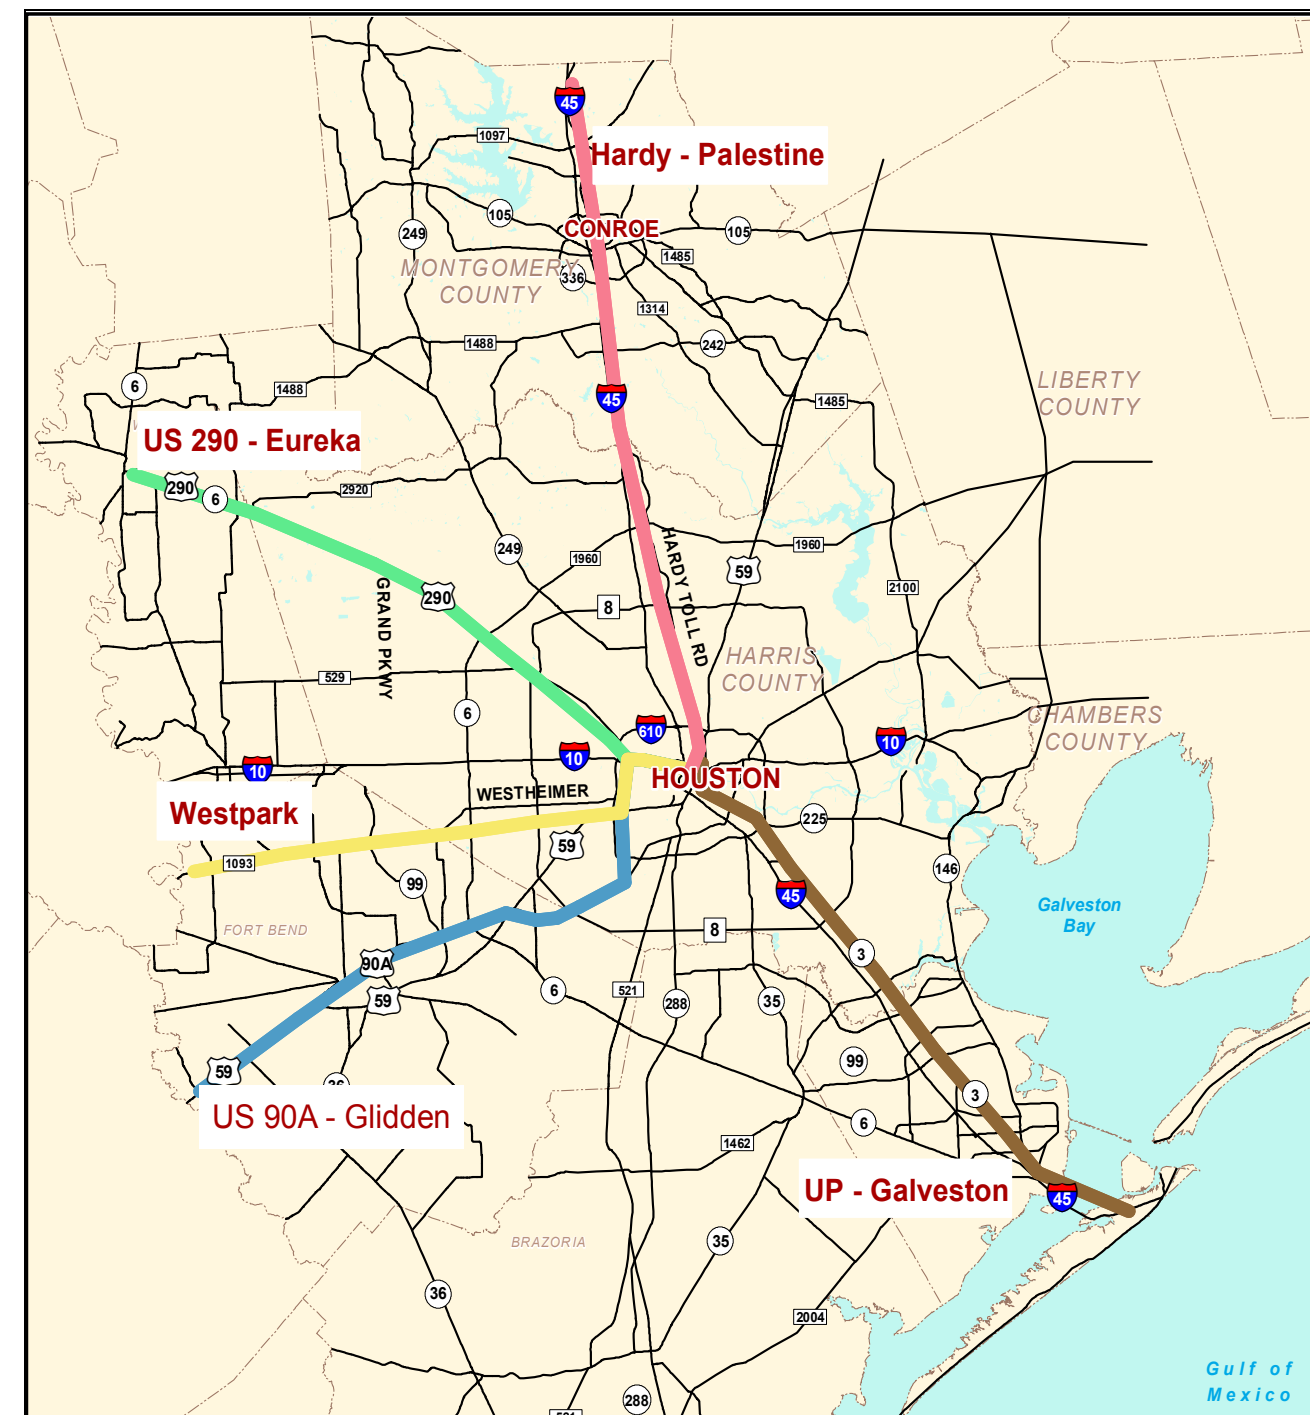 45
1097
Hardy - Palestine
105
249
CONROE
105
1485
MONTGOMERY
COUNTY
336
1314
1488
242
6
1488
LIBERTY
COUNTY
45
1485
US 290 - Eureka
290
6
2920
249
1960
HARDY TOLL RD
1960
59
290
GRAND PKWY
8
2100
HARRIS
COUNTY
529
6
610
10
CHAMBERS
COUNTY
10
10
HOUSTON
WESTHEIMER
Westpark
225
59
1093
99
146
45
Galveston
Bay
FORT BEND
8
3
90A
59
6
521
288
35
99
59
36
3
US 90A - Glidden
6
1462
UP - Galveston
45
BRAZORIA
35
36
2004
Gulf of
Mexico
288
521